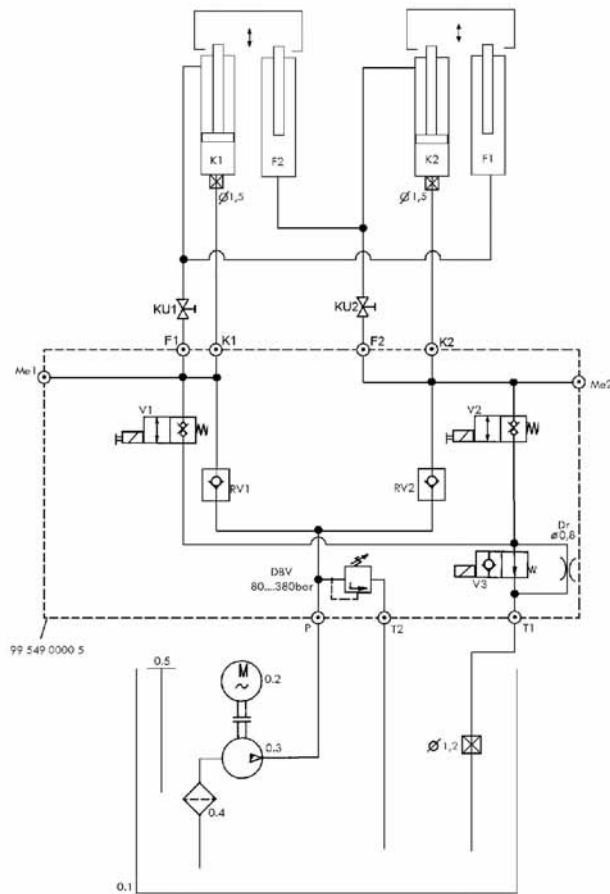 K1
F2
K2
F1
Ø1,5
Ø1,5
KU1
KU2
F1
K1
F2
K2
Me1
Me2
V1
V2
RV1
RV2
Dr
ø0,8
DBV
80....380bar
V3
P
T2
T1
99 549 0000 5
0.5
M
~
0.2
0.3
Ø 1,2
0.4
0.1